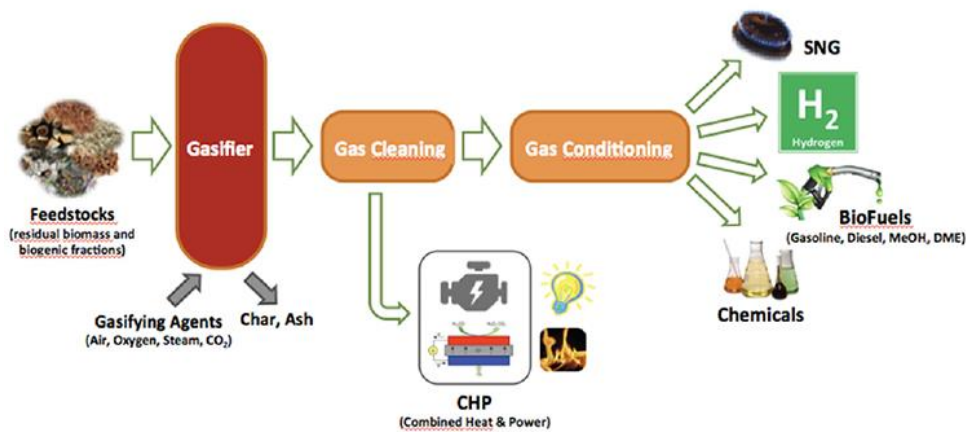 Feedstocks
(residual biomass and
biogenic fractions)
Gasifier
Gasifying Agents
(Air, Oxygen, Steam, CO₂)
Char, Ash
Gas Cleaning
CHP
(Combined Heat & Power)
Gas Conditioning
SNG
H₂
Hydrogen
BioFuels
(Gasoline, Diesel, MeOH, DME)
Chemicals